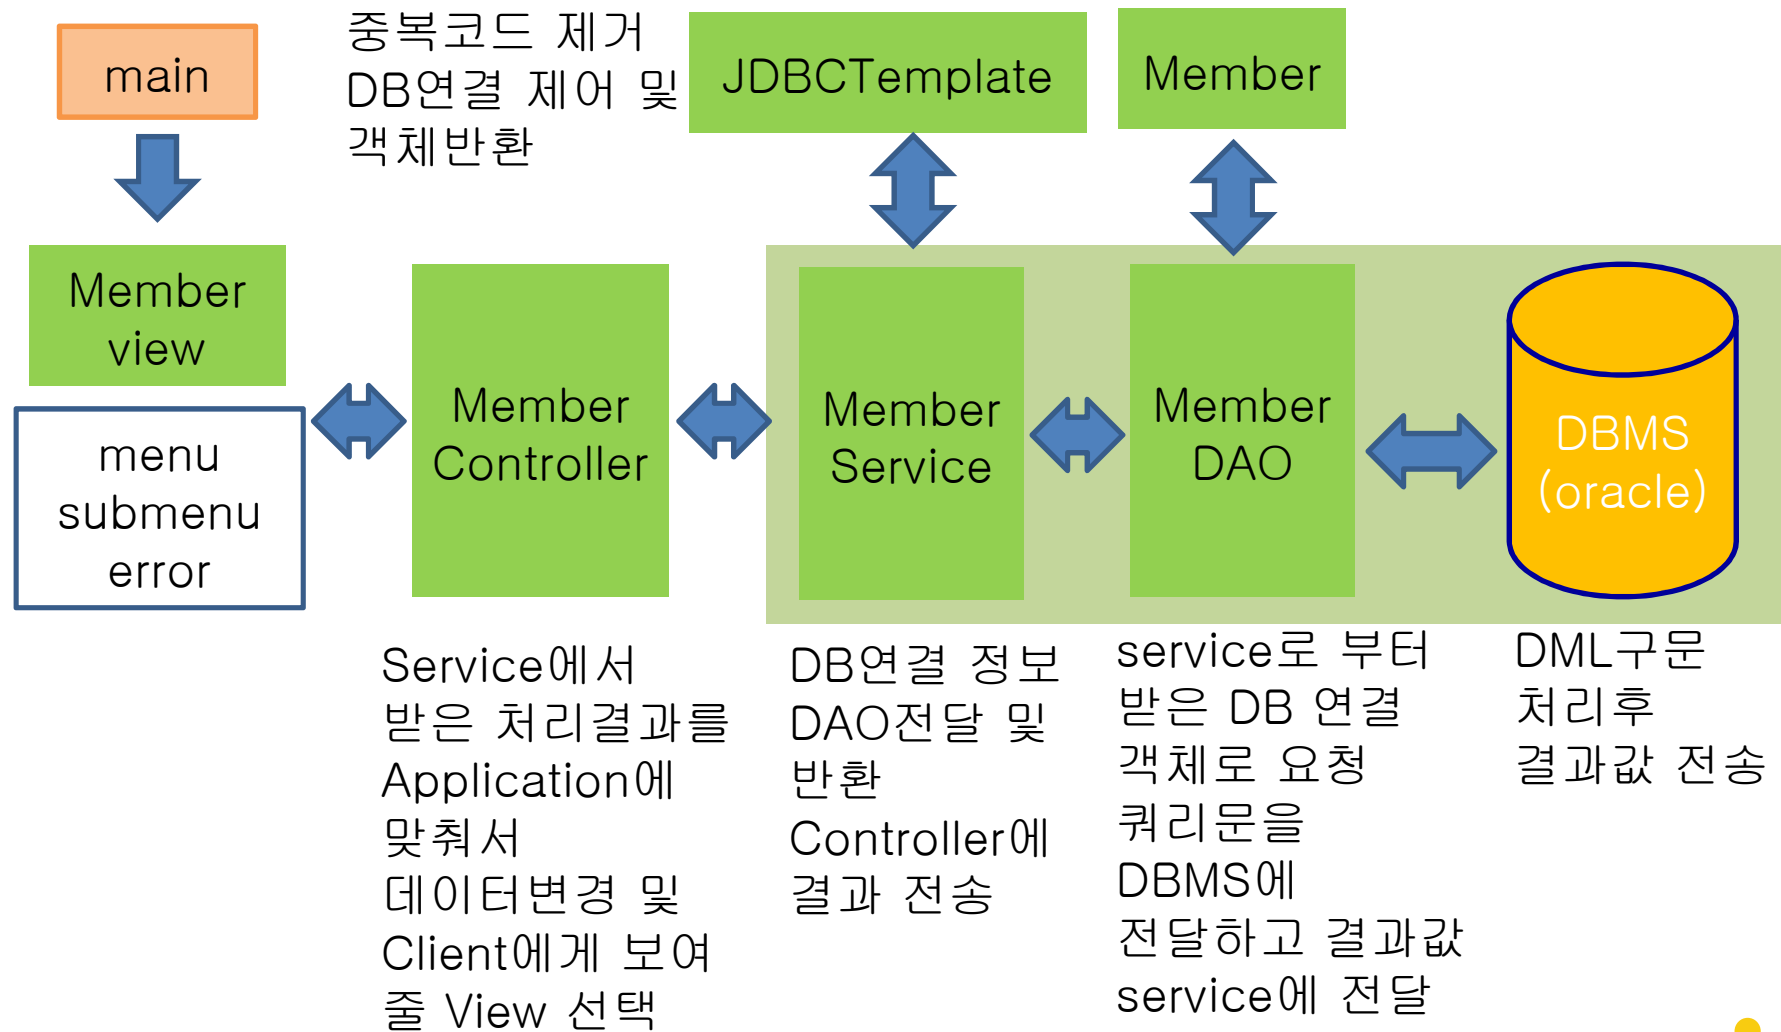 main
중복코드 제거
DB연결 제어 및
객체반환
JDBCTemplate
Member
Member
view
menu
submenu
error
Member
Controller
Member
Service
Member
DAO
DBMS
(oracle)
Service에서
받은 처리결과를
Application에
맞춰서
데이터변경 및
Client에게 보여
줄 View 선택
DB연결 정보
DAO전달 및
반환
Controller에
결과 전송
service로 부터
받은 DB 연결
객체로 요청
쿼리문을
DBMS에
전달하고 결과값
service에 전달
DML구문
처리후
결과값 전송